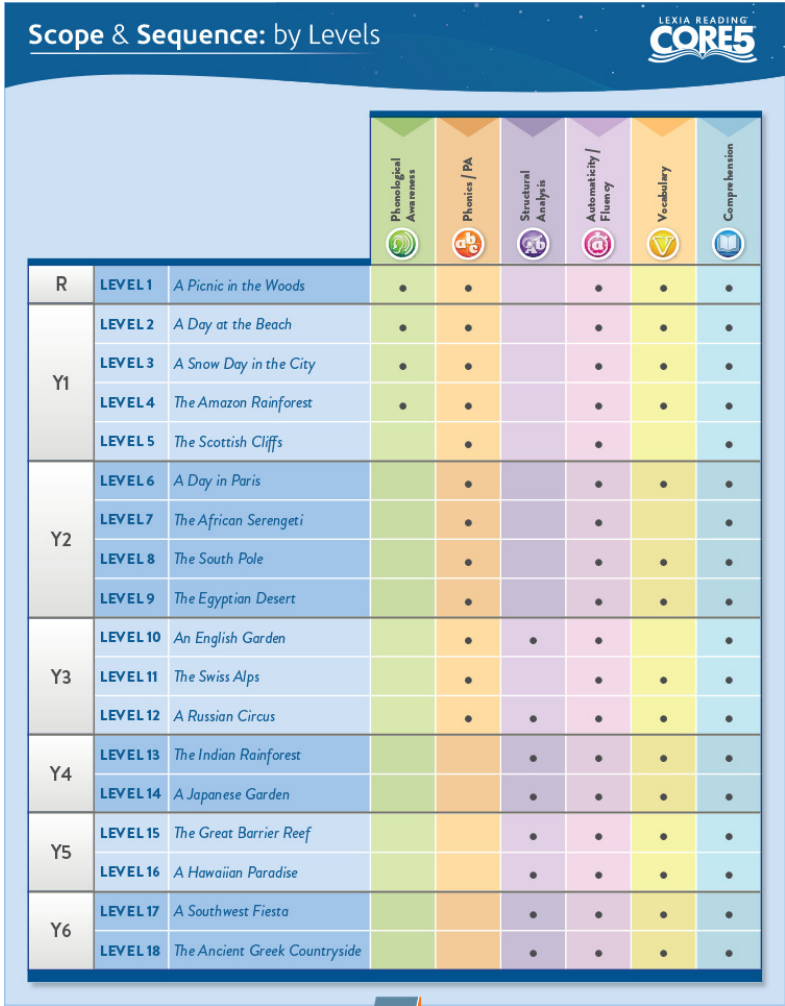 Scope & Sequence: by Levels
LEXIA READING
CORE5
Phonological
Awareness
Phonics / PA
abc
Structural
Analysis
Automaticity /
Fluency
a
Vocabulary
V
Comprehension
R
LEVEL 1 A Picnic in the Woods • • • • •
Y1
LEVEL 2 A Day at the Beach • • • • •
LEVEL 3 A Snow Day in the City • • • • •
LEVEL 4 The Amazon Rainforest • • • • •
LEVEL 5 The Scottish Cliffs • • •
Y2
LEVEL 6 A Day in Paris • • • •
LEVEL 7 The African Serengeti • • •
LEVEL 8 The South Pole • • • •
LEVEL 9 The Egyptian Desert • • • •
Y3
LEVEL 10 An English Garden • • • •
LEVEL 11 The Swiss Alps • • • •
LEVEL 12 A Russian Circus • • • • •
Y4
LEVEL 13 The Indian Rainforest • • • •
LEVEL 14 A Japanese Garden • • • •
Y5
LEVEL 15 The Great Barrier Reef • • • •
LEVEL 16 A Hawaiian Paradise • • • •
Y6
LEVEL 17 A Southwest Fiesta • • • •
LEVEL 18 The Ancient Greek Countryside • • • •